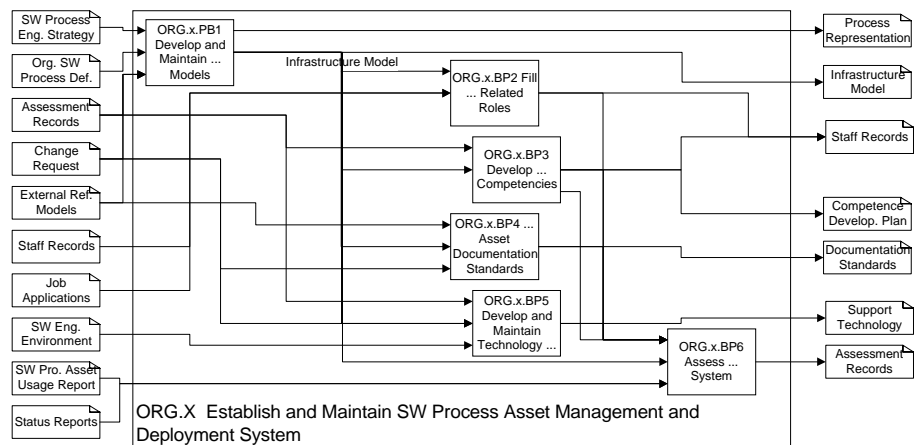 SW Process
Eng. Strategy
Org. SW
Process Def.
Assessment
Records
Change
Request
External Ref.
Models
Staff Records
Job
Applications
SW Eng.
Environment
SW Pro. Asset
Usage Report
Status Reports
ORG.x.PB1
Develop and
Maintain ...
Models
Infrastructure Model
ORG.x.BP2 Fill
... Related
Roles
ORG.x.BP3
Develop ...
Competencies
ORG.x.BP4 ...
Asset
Documentation
Standards
ORG.x.BP5
Develop and
Maintain
Technology ...
ORG.x.BP6
Assess ...
System
Process
Representation
Infrastructure
Model
Staff Records
Competence
Develop. Plan
Documentation
Standards
Support
Technology
Assessment
Records
ORG.X Establish and Maintain SW Process Asset Management and
Deployment System